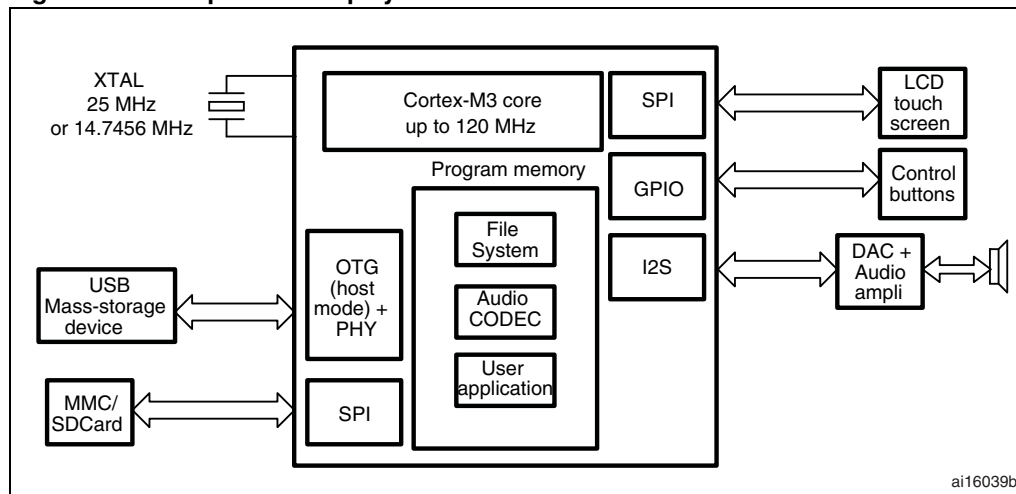 XTAL
25 MHz
or 14.7456 MHz
Cortex-M3 core
up to 120 MHz
SPI
LCD
touch
screen
Program memory
GPIO
Control
buttons
File
System
I2S
DAC +
Audio
ampli
OTG
(host
mode) +
PHY
USB
Mass-storage
device
Audio
CODEC
User
application
MMC/
SDCard
SPI
ai16039b